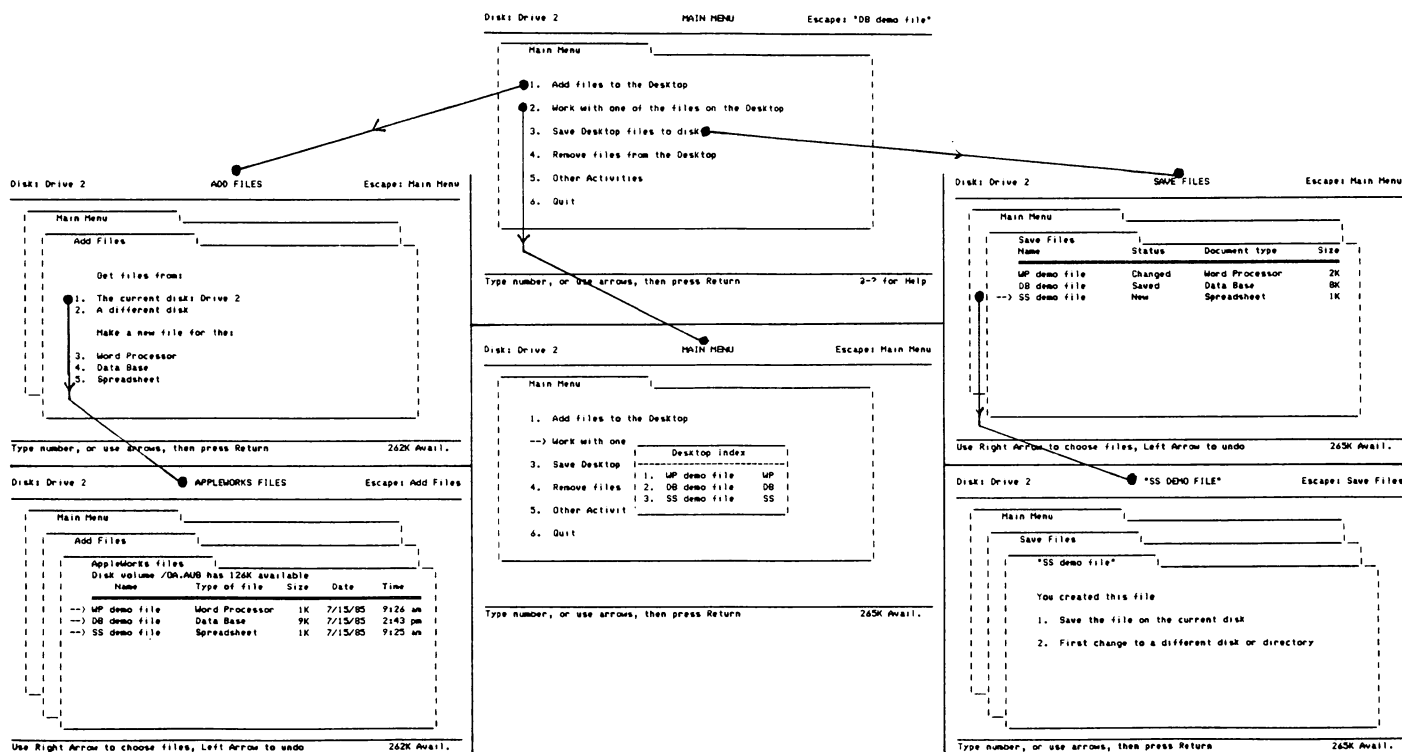 Disk: Drive 2 MAIN MENU Escape: "DB demo file"
Main Menu
1. Add files to the Desktop
2. Work with one of the files on the Desktop
3. Save Desktop files to disk
4. Remove files from the Desktop
5. Other Activities
6. Quit
Type number, or use arrows, then press Return 3-? for Help
Disk: Drive 2 ADD FILES Escape: Main Menu
Main Menu
Add Files
Get files from:
1. The current disk: Drive 2
2. A different disk
Make a new file for the:
3. Word Processor
4. Data Base
5. Spreadsheet
Type number, or use arrows, then press Return 262K Avail.
Disk: Drive 2 APPLEWORKS FILES Escape: Add Files
Main Menu
Add Files
AppleWorks files
Disk volume /DA.AUB has 126K available
Name Type of file Size Date Time
--> WP demo file Word Processor 1K 7/15/85 9:26 am
--> DB demo file Data Base 9K 7/15/85 2:43 pm
--> SS demo file Spreadsheet 1K 7/15/85 9:25 am
Use Right Arrow to choose files, Left Arrow to undo 262K Avail.
Disk: Drive 2 MAIN MENU Escape: Main Menu
Main Menu
1. Add files to the Desktop
--> Work with one
3. Save Desktop
4. Remove files
5. Other Activit
6. Quit
Desktop Index
1. WP demo file WP
2. DB demo file DB
3. SS demo file SS
Type number, or use arrows, then press Return 265K Avail.
Disk: Drive 2 SAVE FILES Escape: Main Menu
Main Menu
Save Files
Name Status Document type Size
WP demo file Changed Word Processor 2K
DB demo file Saved Data Base 8K
--> SS demo file New Spreadsheet 1K
Use Right Arrow to choose files, Left Arrow to undo 265K Avail.
Disk: Drive 2 "SS DEMO FILE" Escape: Save Files
Main Menu
Save Files
"SS demo file"
You created this file
1. Save the file on the current disk
2. First change to a different disk or directory
Type number, or use arrows, then press Return 265K Avail.